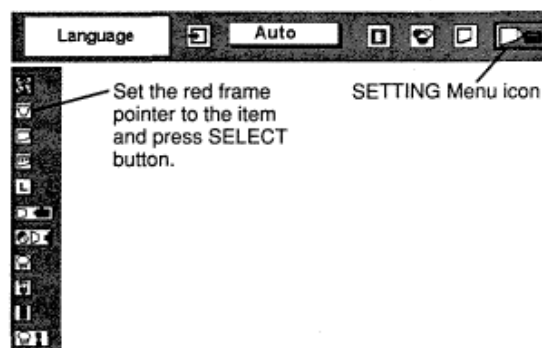 Language
Auto
Set the red frame
pointer to the item
and press SELECT
button.
SETTING Menu icon
L